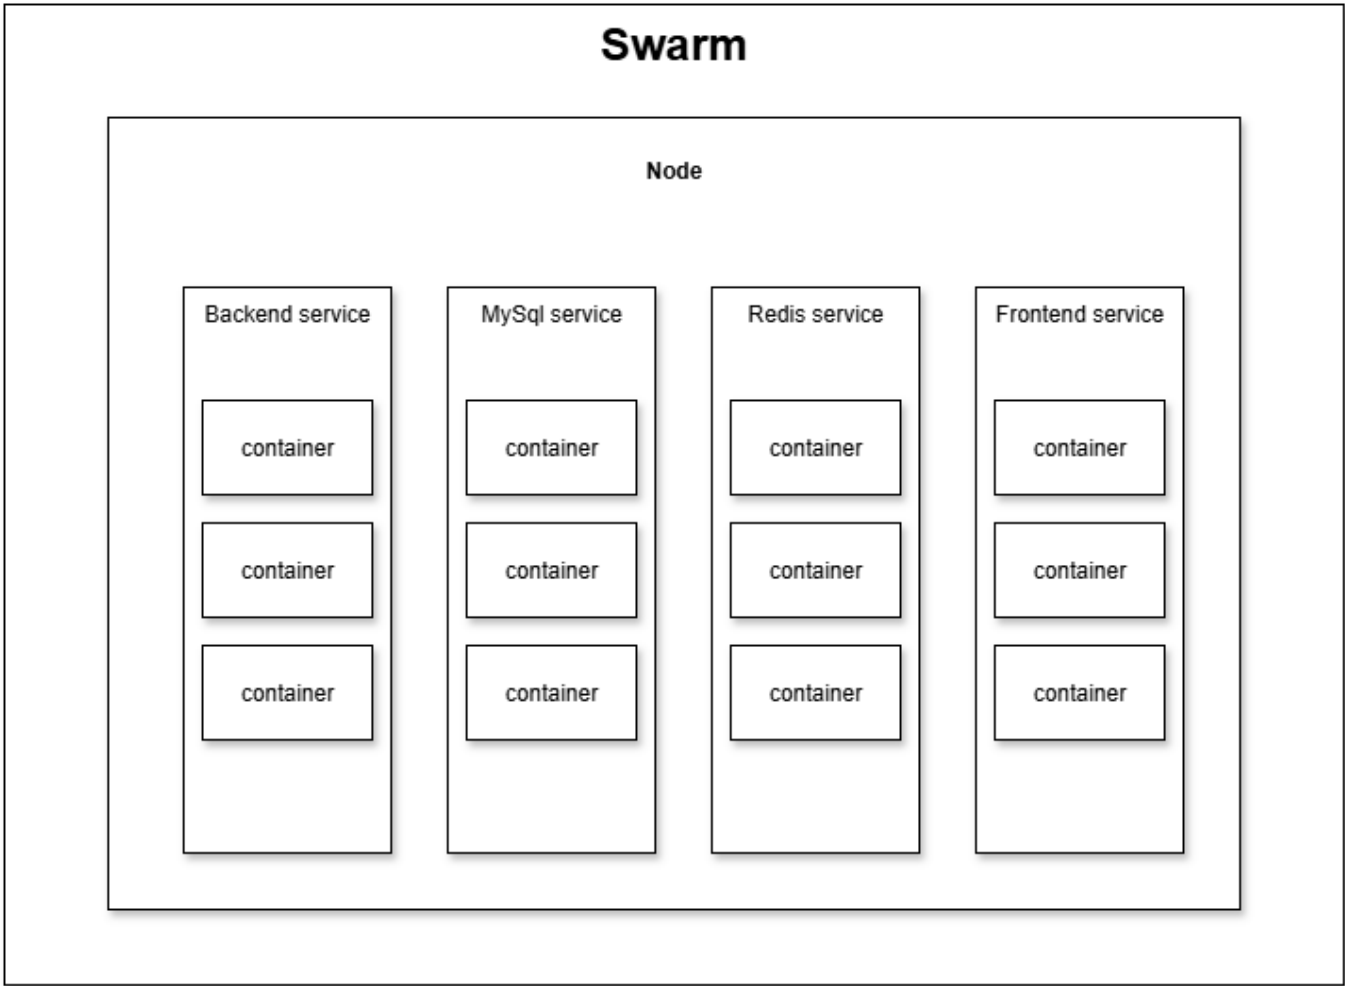 Swarm
Node
Backend service
container
container
container
MySql service
container
container
container
Redis service
container
container
container
Frontend service
container
container
container